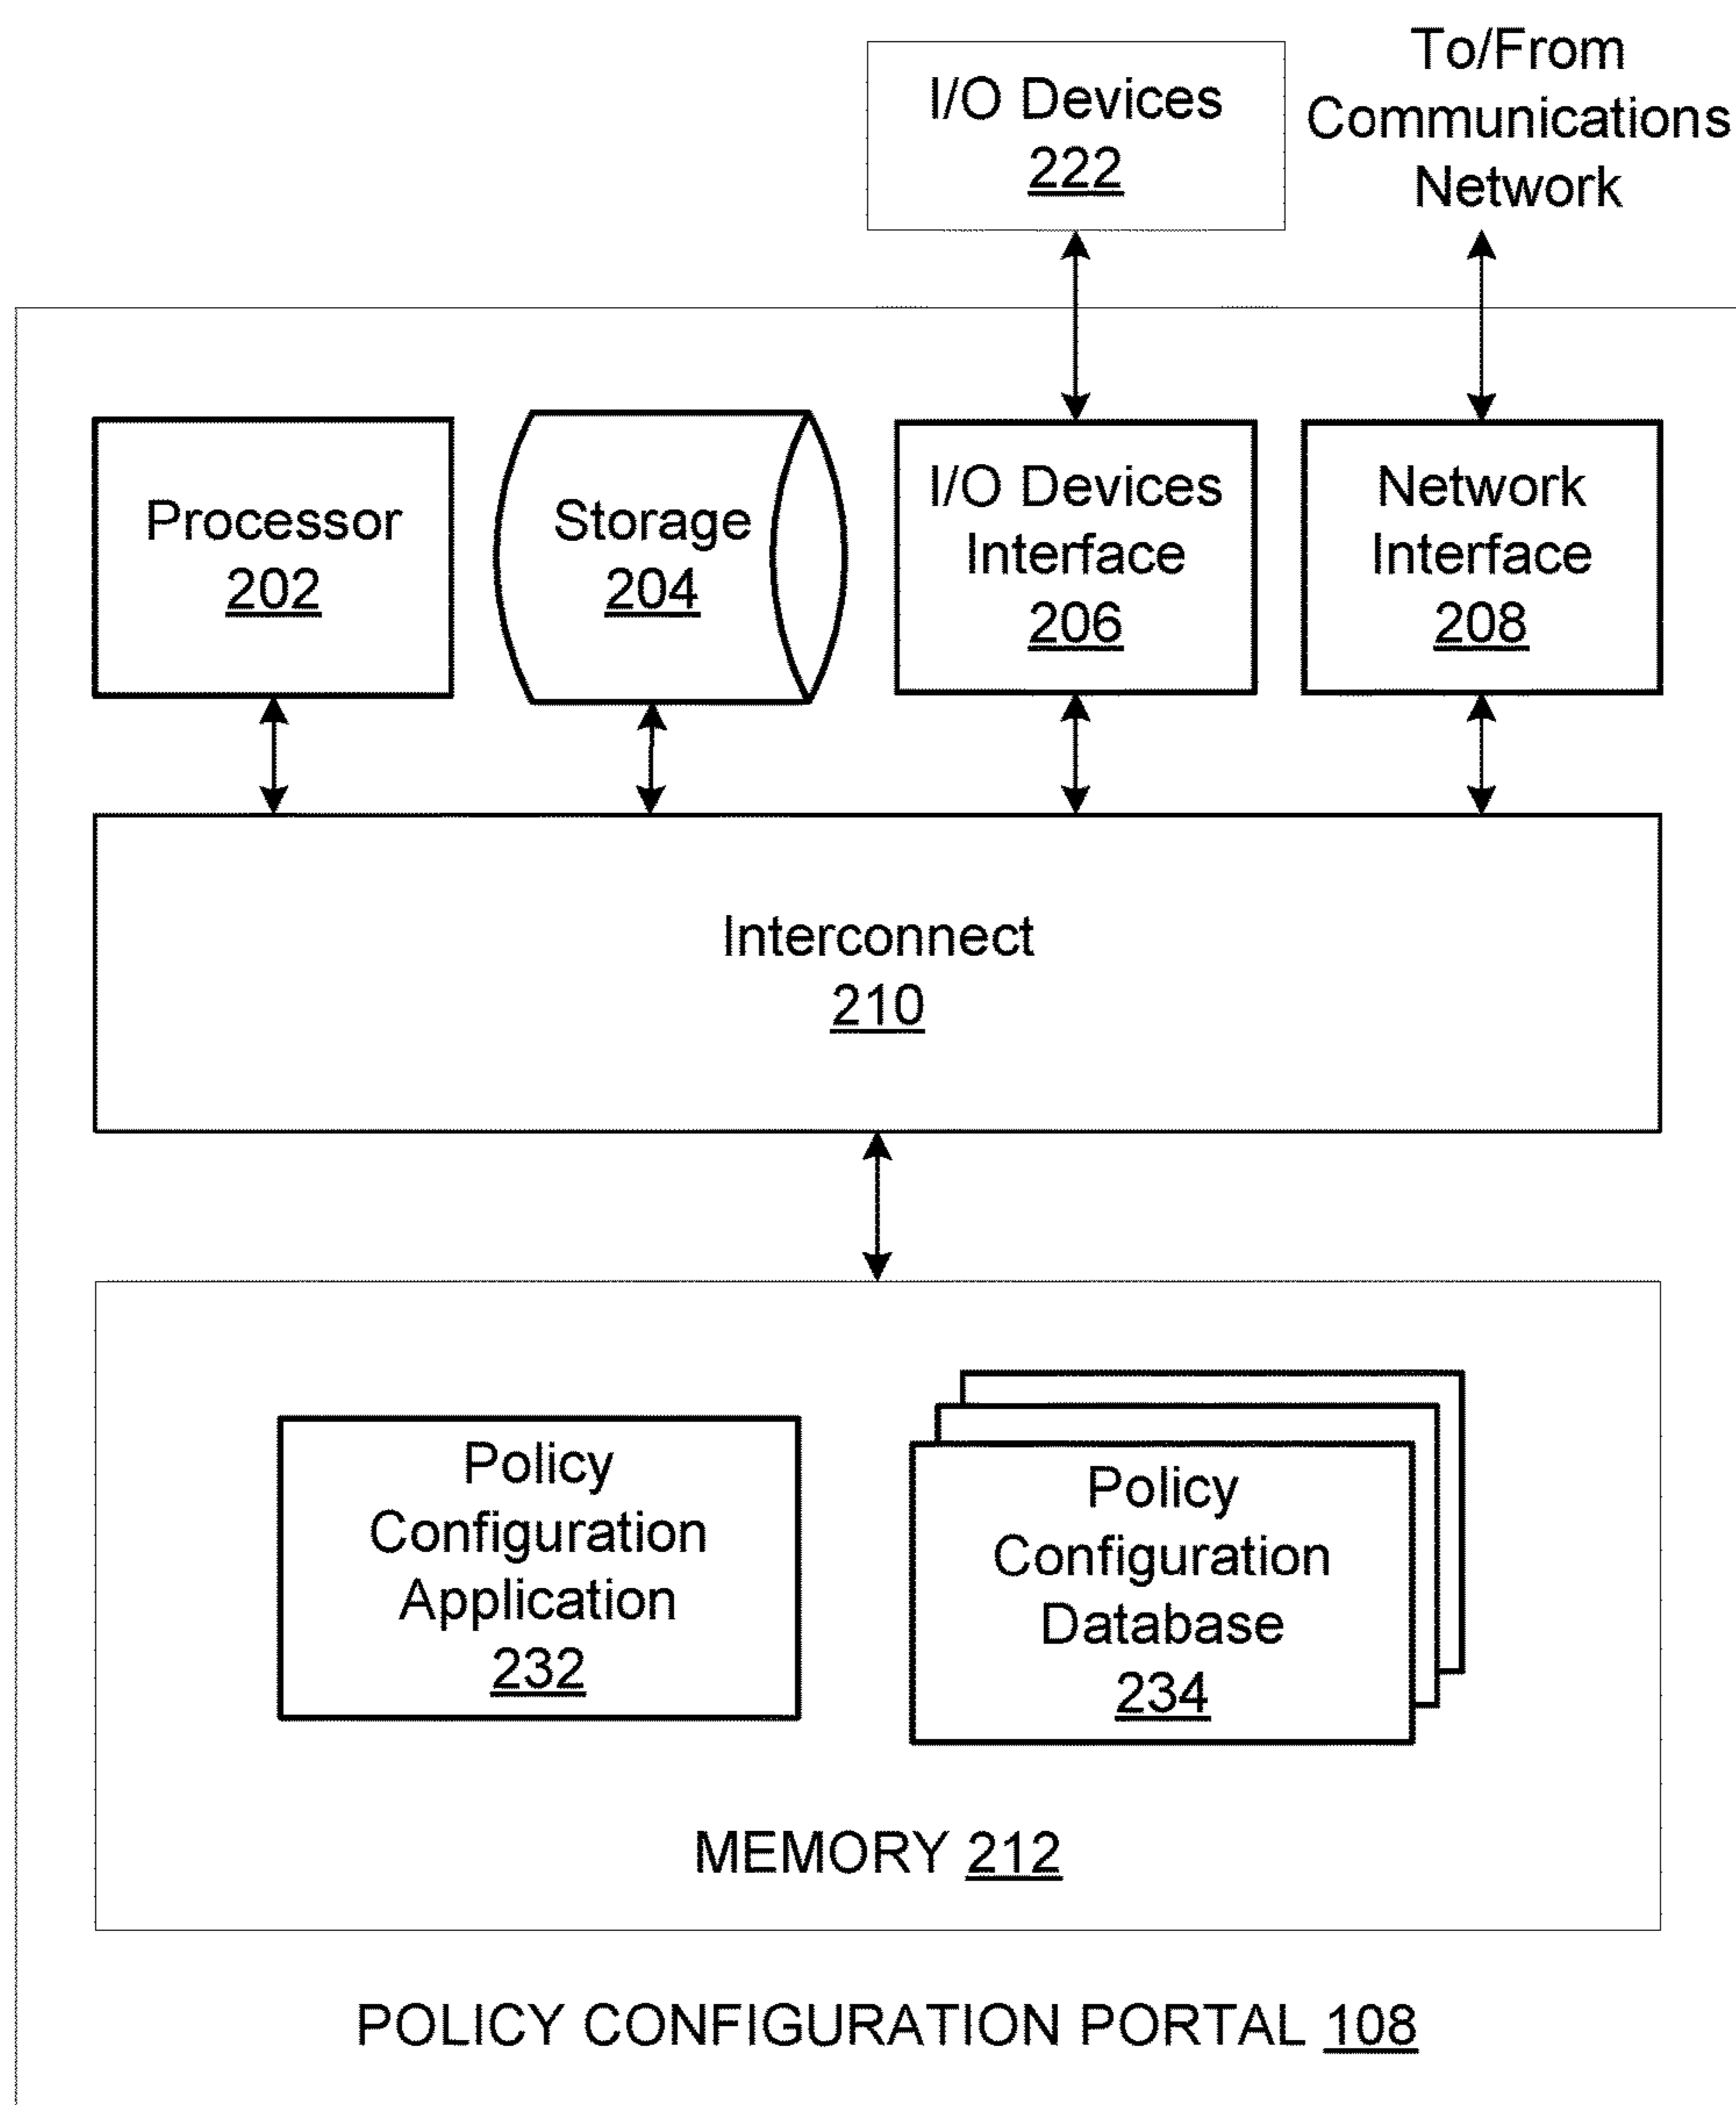 I/O Devices
222
To/From
Communications
Network
Processor
202
Storage
204
I/O Devices
Interface
206
Network
Interface
208
Interconnect
210
Policy
Configuration
Application
232
Policy
Configuration
Database
234
MEMORY 212
POLICY CONFIGURATION PORTAL 108